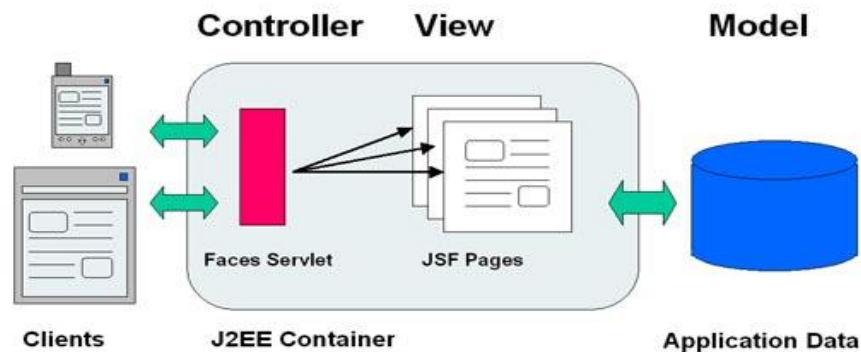 Controller View Model
Faces Servlet JSF Pages
Clients J2EE Container Application Data